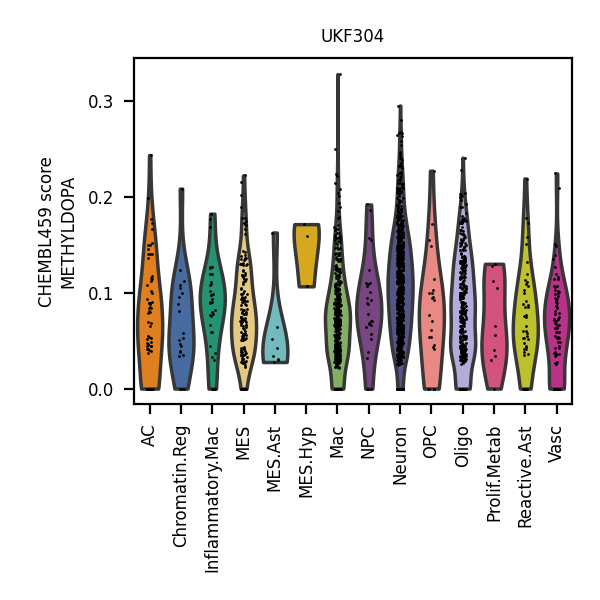 UKF304
CHEMBL459 score
METHYLDOPA
0.3
0.2
0.1
0.0
AC
Chromatin.Reg
Inflammatory.Mac
MES
MES.Ast
MES.Hyp
Mac
NPC
Neuron
OPC
Oligo
Prolif.Metab
Reactive.Ast
Vasc